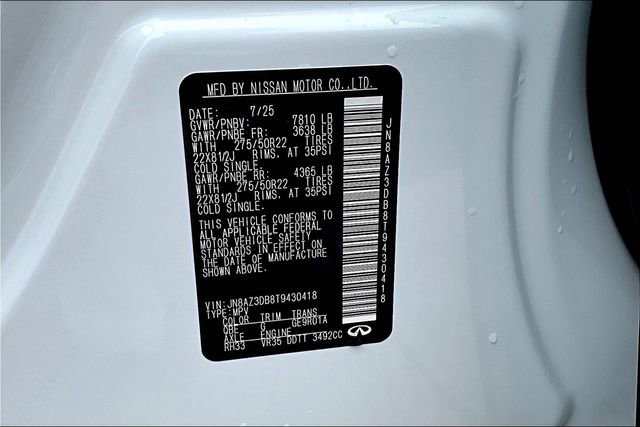 MFD BY NISSAN MOTOR CO.,LTD.
DATE: 7/25
GVWR/PNBV: 7810 LB
GAWR/PNBE FR: 3638 LB
WITH 275/50R22 TIRES
22X81/2J RIMS, AT 35PSI
COLD SINGLE.
GAWR/PNBE RR: 4365 LB
WITH 275/50R22 TIRES
22X81/2J RIMS, AT 35PSI
COLD SINGLE.
THIS VEHICLE CONFORMS TO
ALL APPLICABLE FEDERAL
MOTOR VEHICLE SAFETY
STANDARDS IN EFFECT ON
THE DATE OF MANUFACTURE
SHOWN ABOVE.
VIN:JN8AZ3DB8T9430418
TYPE:MPV
COLOR TRIM TRANS
QBE G GE9R01A
AXLE ENGINE
RH33 VR35 DDTT 3492CC
JN8AZ3DB8T9430418